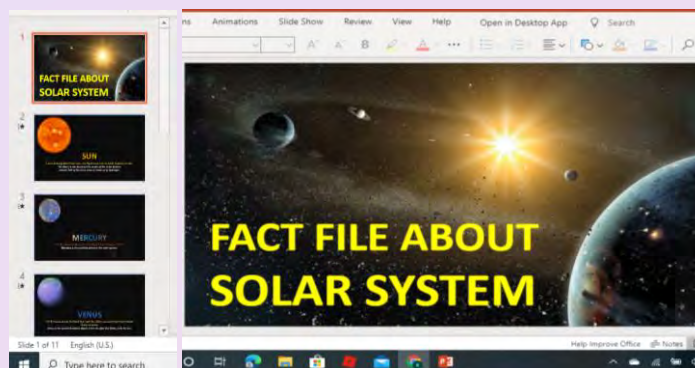 1
FACT FILE ABOUT
SOLAR SYSTEM
2
SUN
3
MERCURY
4
VENUS
Slide 1 of 11 English (U.S.)
Type here to search
ns Animations Slide Show Review View Help Open in Desktop App Search
A A B A
FACT FILE ABOUT
SOLAR SYSTEM
Help Improve Office Notes